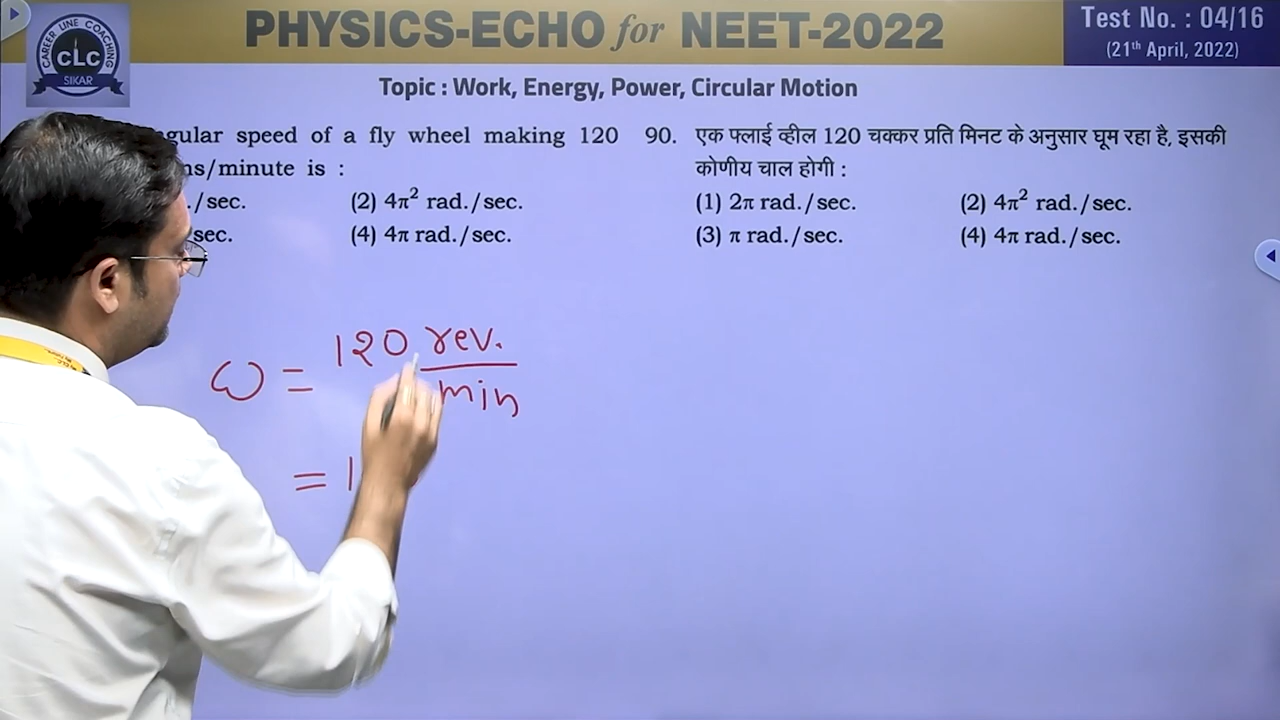 PHYSICS-ECHO for NEET-2022
Test No. : 04/16
(21th April, 2022)
CAREER LINE COACHING
CLC
SIKAR
Topic : Work, Energy, Power, Circular Motion
speed of a fly wheel making 120
/minute is :
/sec.
(2) 4π² rad./sec.
sec.
(4) 4π rad./sec.
90. एक फ्लाई व्हील 120 चक्कर प्रति मिनट के अनुसार घूम रहा है, इसकी
कोणीय चाल होगी :
(1) 2π rad./sec.
(2) 4π² rad./sec.
(3) π rad./sec.
(4) 4π rad./sec.
ω = 120 rev.
min
= 1